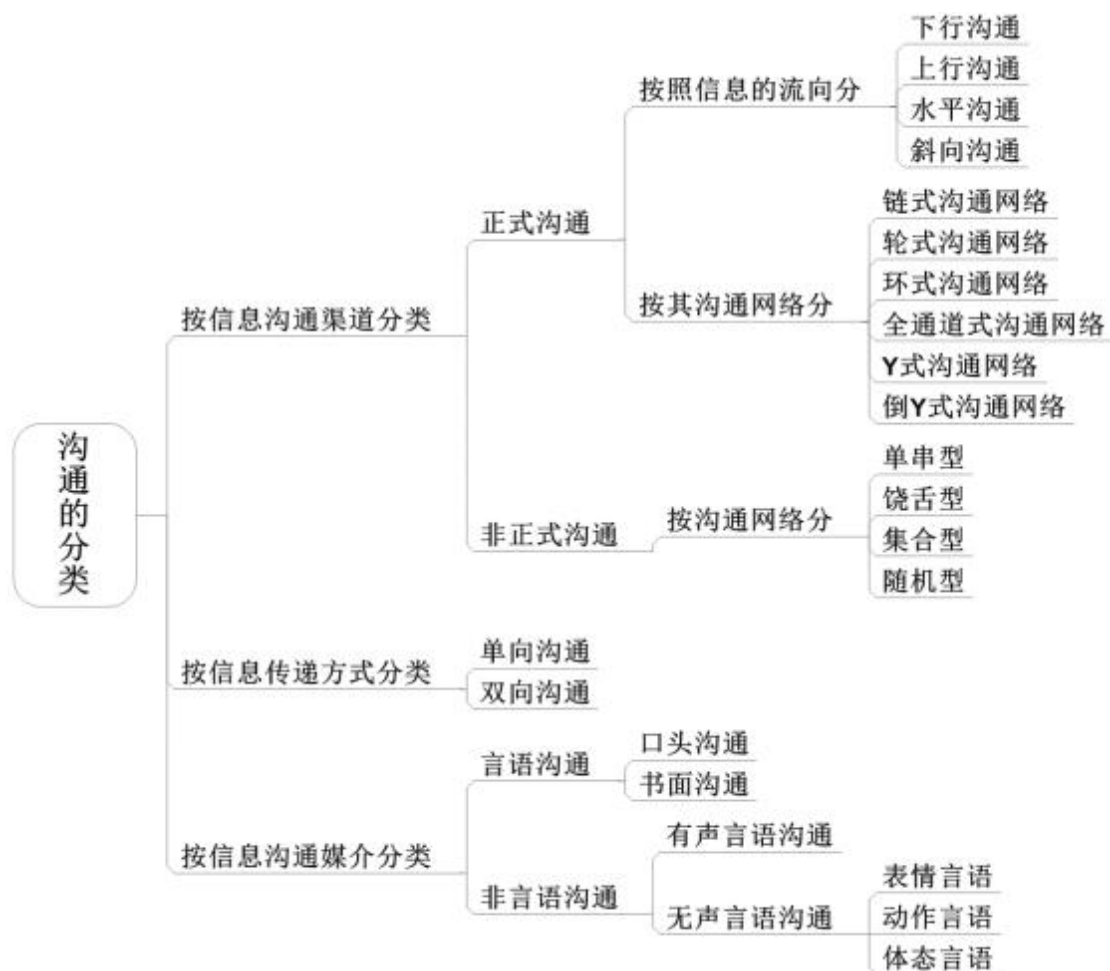 沟通的分类
按信息沟通渠道分类
正式沟通
按照信息的流向分
下行沟通
上行沟通
水平沟通
斜向沟通
按其沟通网络分
链式沟通网络
轮式沟通网络
环式沟通网络
全通道式沟通网络
Y式沟通网络
倒Y式沟通网络
非正式沟通
按沟通网络分
单串型
饶舌型
集合型
随机型
按信息传递方式分类
单向沟通
双向沟通
按信息沟通媒介分类
言语沟通
口头沟通
书面沟通
非言语沟通
有声言语沟通
无声言语沟通
表情言语
动作言语
体态言语